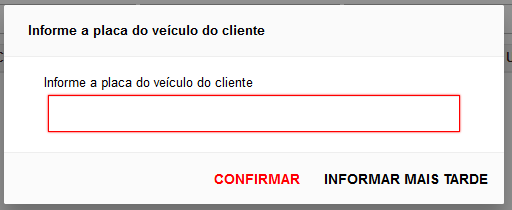 Informe a placa do veículo do cliente
Informe a placa do veículo do cliente
CONFIRMAR
INFORMAR MAIS TARDE